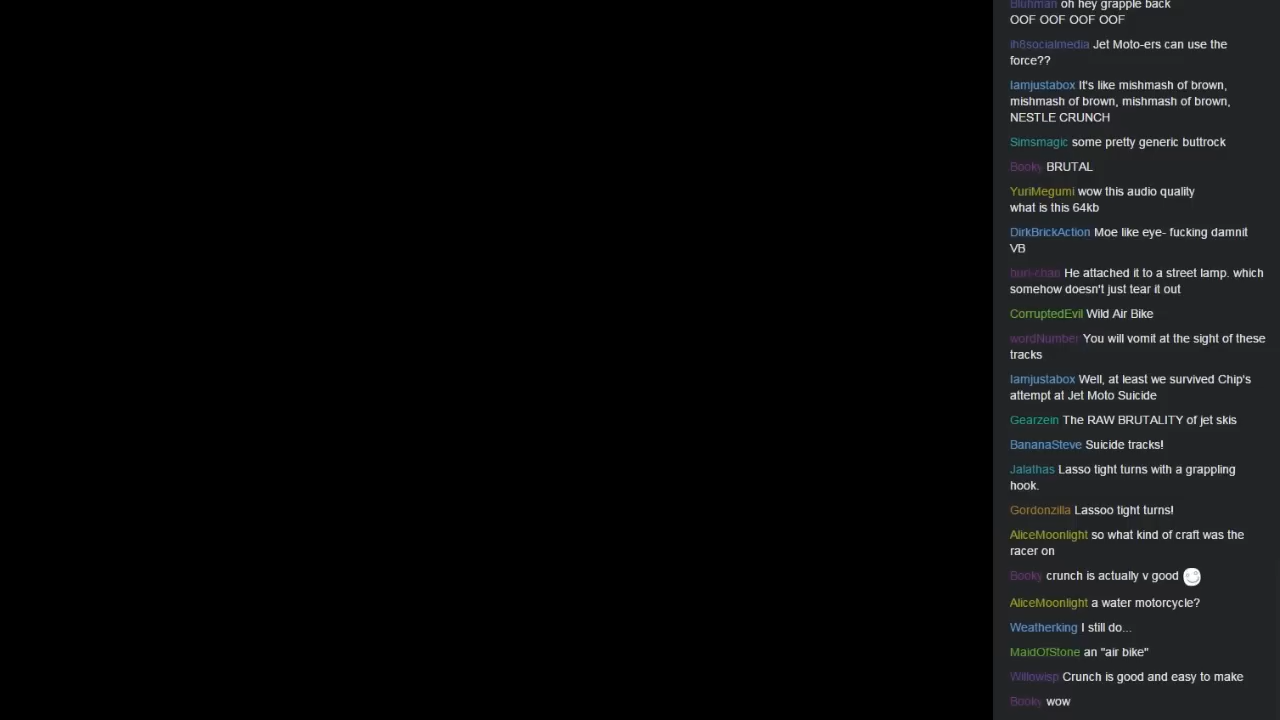 Bluhman oh hey grapple back
OOF OOF OOF OOF
ih8socialmedia Jet Moto-ers can use the
force??
Iamjustabox It's like mishmash of brown,
mishmash of brown, mishmash of brown,
NESTLE CRUNCH
Simsmagic some pretty generic buttrock
Booky BRUTAL
YuriMegumi wow this audio quality
what is this 64kb
DirkBrickAction Moe like eye- fucking damnit
VB
He attached it to a street lamp. which
somehow doesn't just tear it out
CorruptedEvil Wild Air Bike
wordNumber You will vomit at the sight of these
tracks
Iamjustabox Well, at least we survived Chip's
attempt at Jet Moto Suicide
Gearzein The RAW BRUTALITY of jet skis
BananaSteve Suicide tracks!
Jalathas Lasso tight turns with a grappling
hook.
Gordonzilla Lassoo tight turns!
AliceMoonlight so what kind of craft was the
racer on
Booky crunch is actually v good
AliceMoonlight a water motorcycle?
Weatherking I still do...
MaidOfStone an "air bike"
Willowisp Crunch is good and easy to make
Booky wow